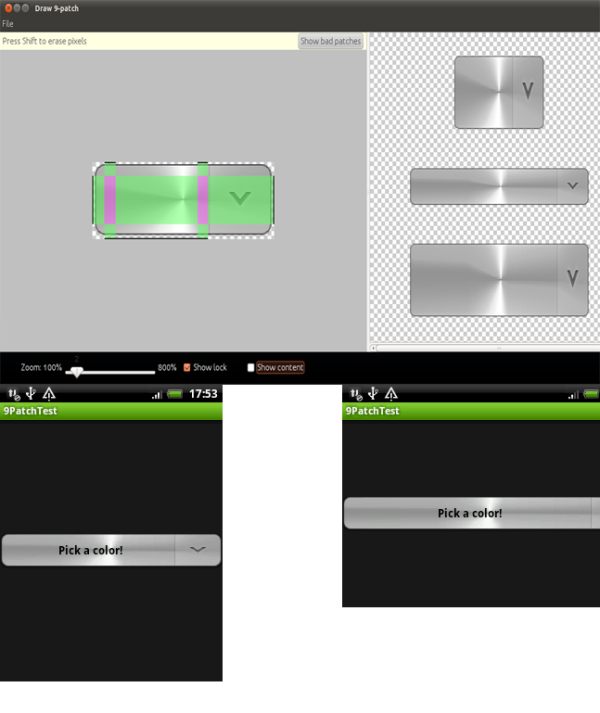 Draw 9-patch
File
Press Shift to erase pixels
Show bad patches
2
Zoom: 100%
800%
Show lock
Show content
17:53
9PatchTest
Pick a color!
9PatchTest
Pick a color!